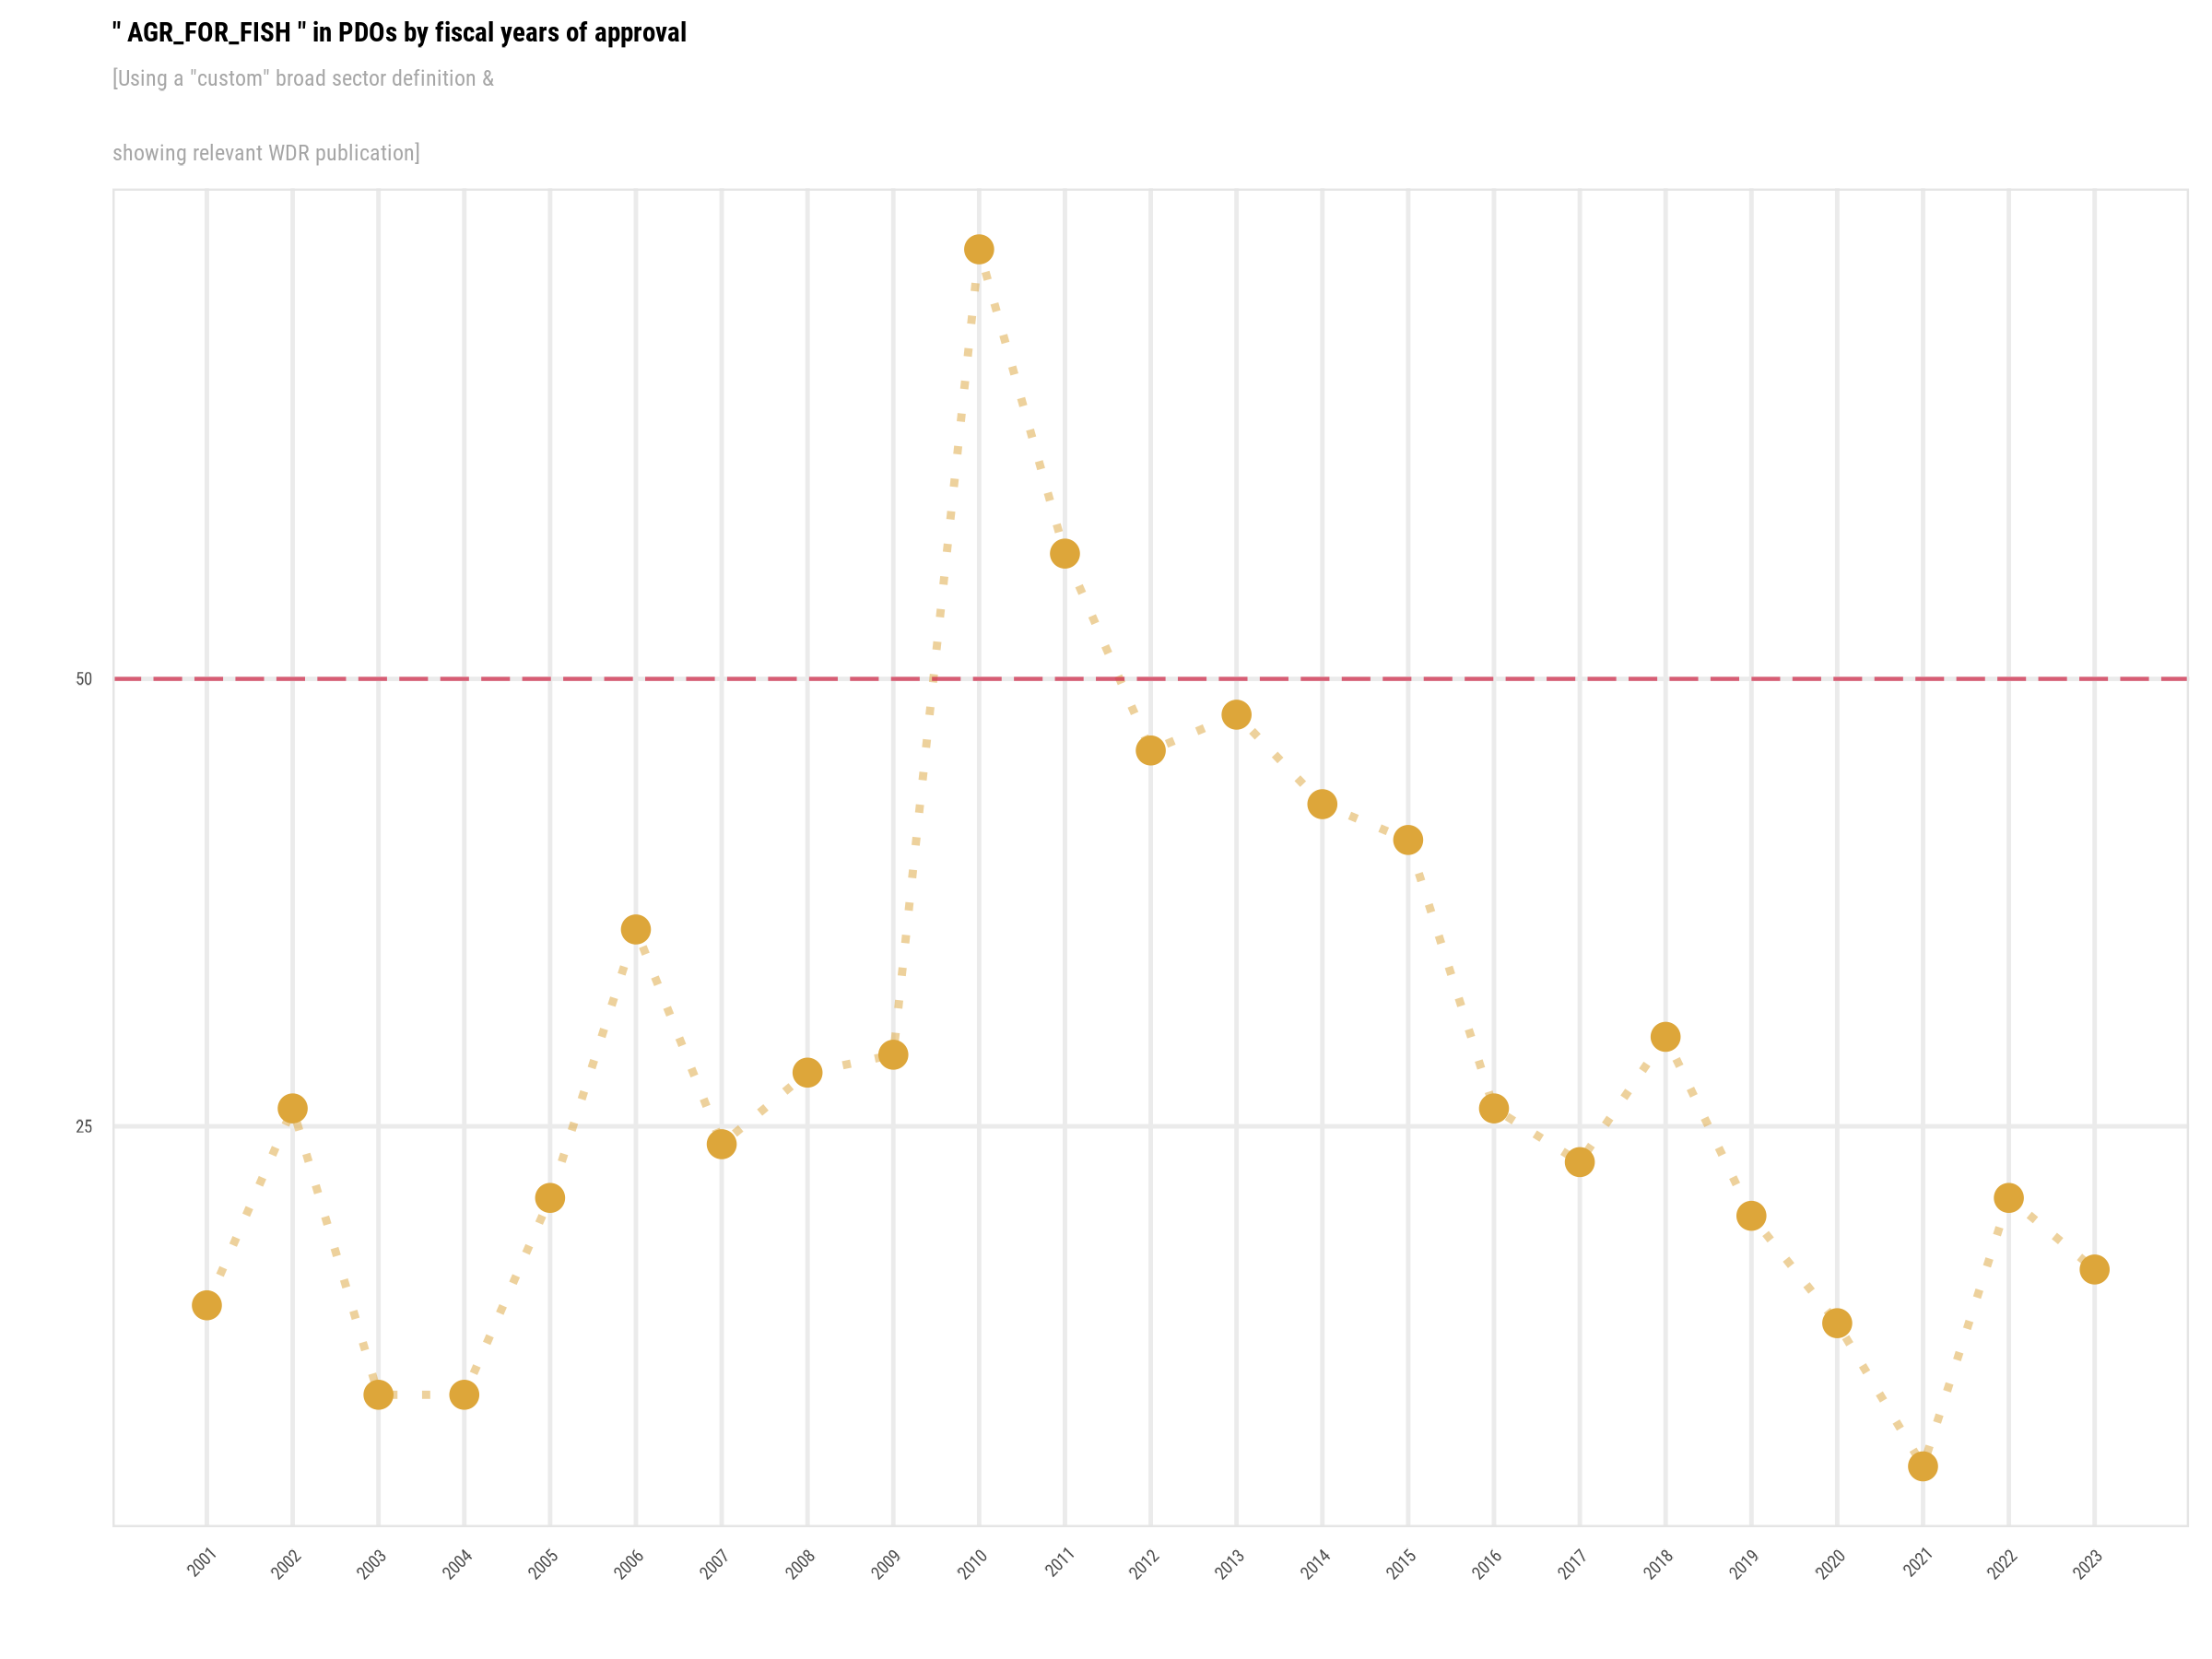 " AGR_FOR_FISH " in PDOs by fiscal years of approval
[Using a "custom" broad sector definition &
showing relevant WDR publication]
50
25
2001 2002 2003 2004 2005 2006 2007 2008 2009 2010 2011 2012 2013 2014 2015 2016 2017 2018 2019 2020 2021 2022 2023